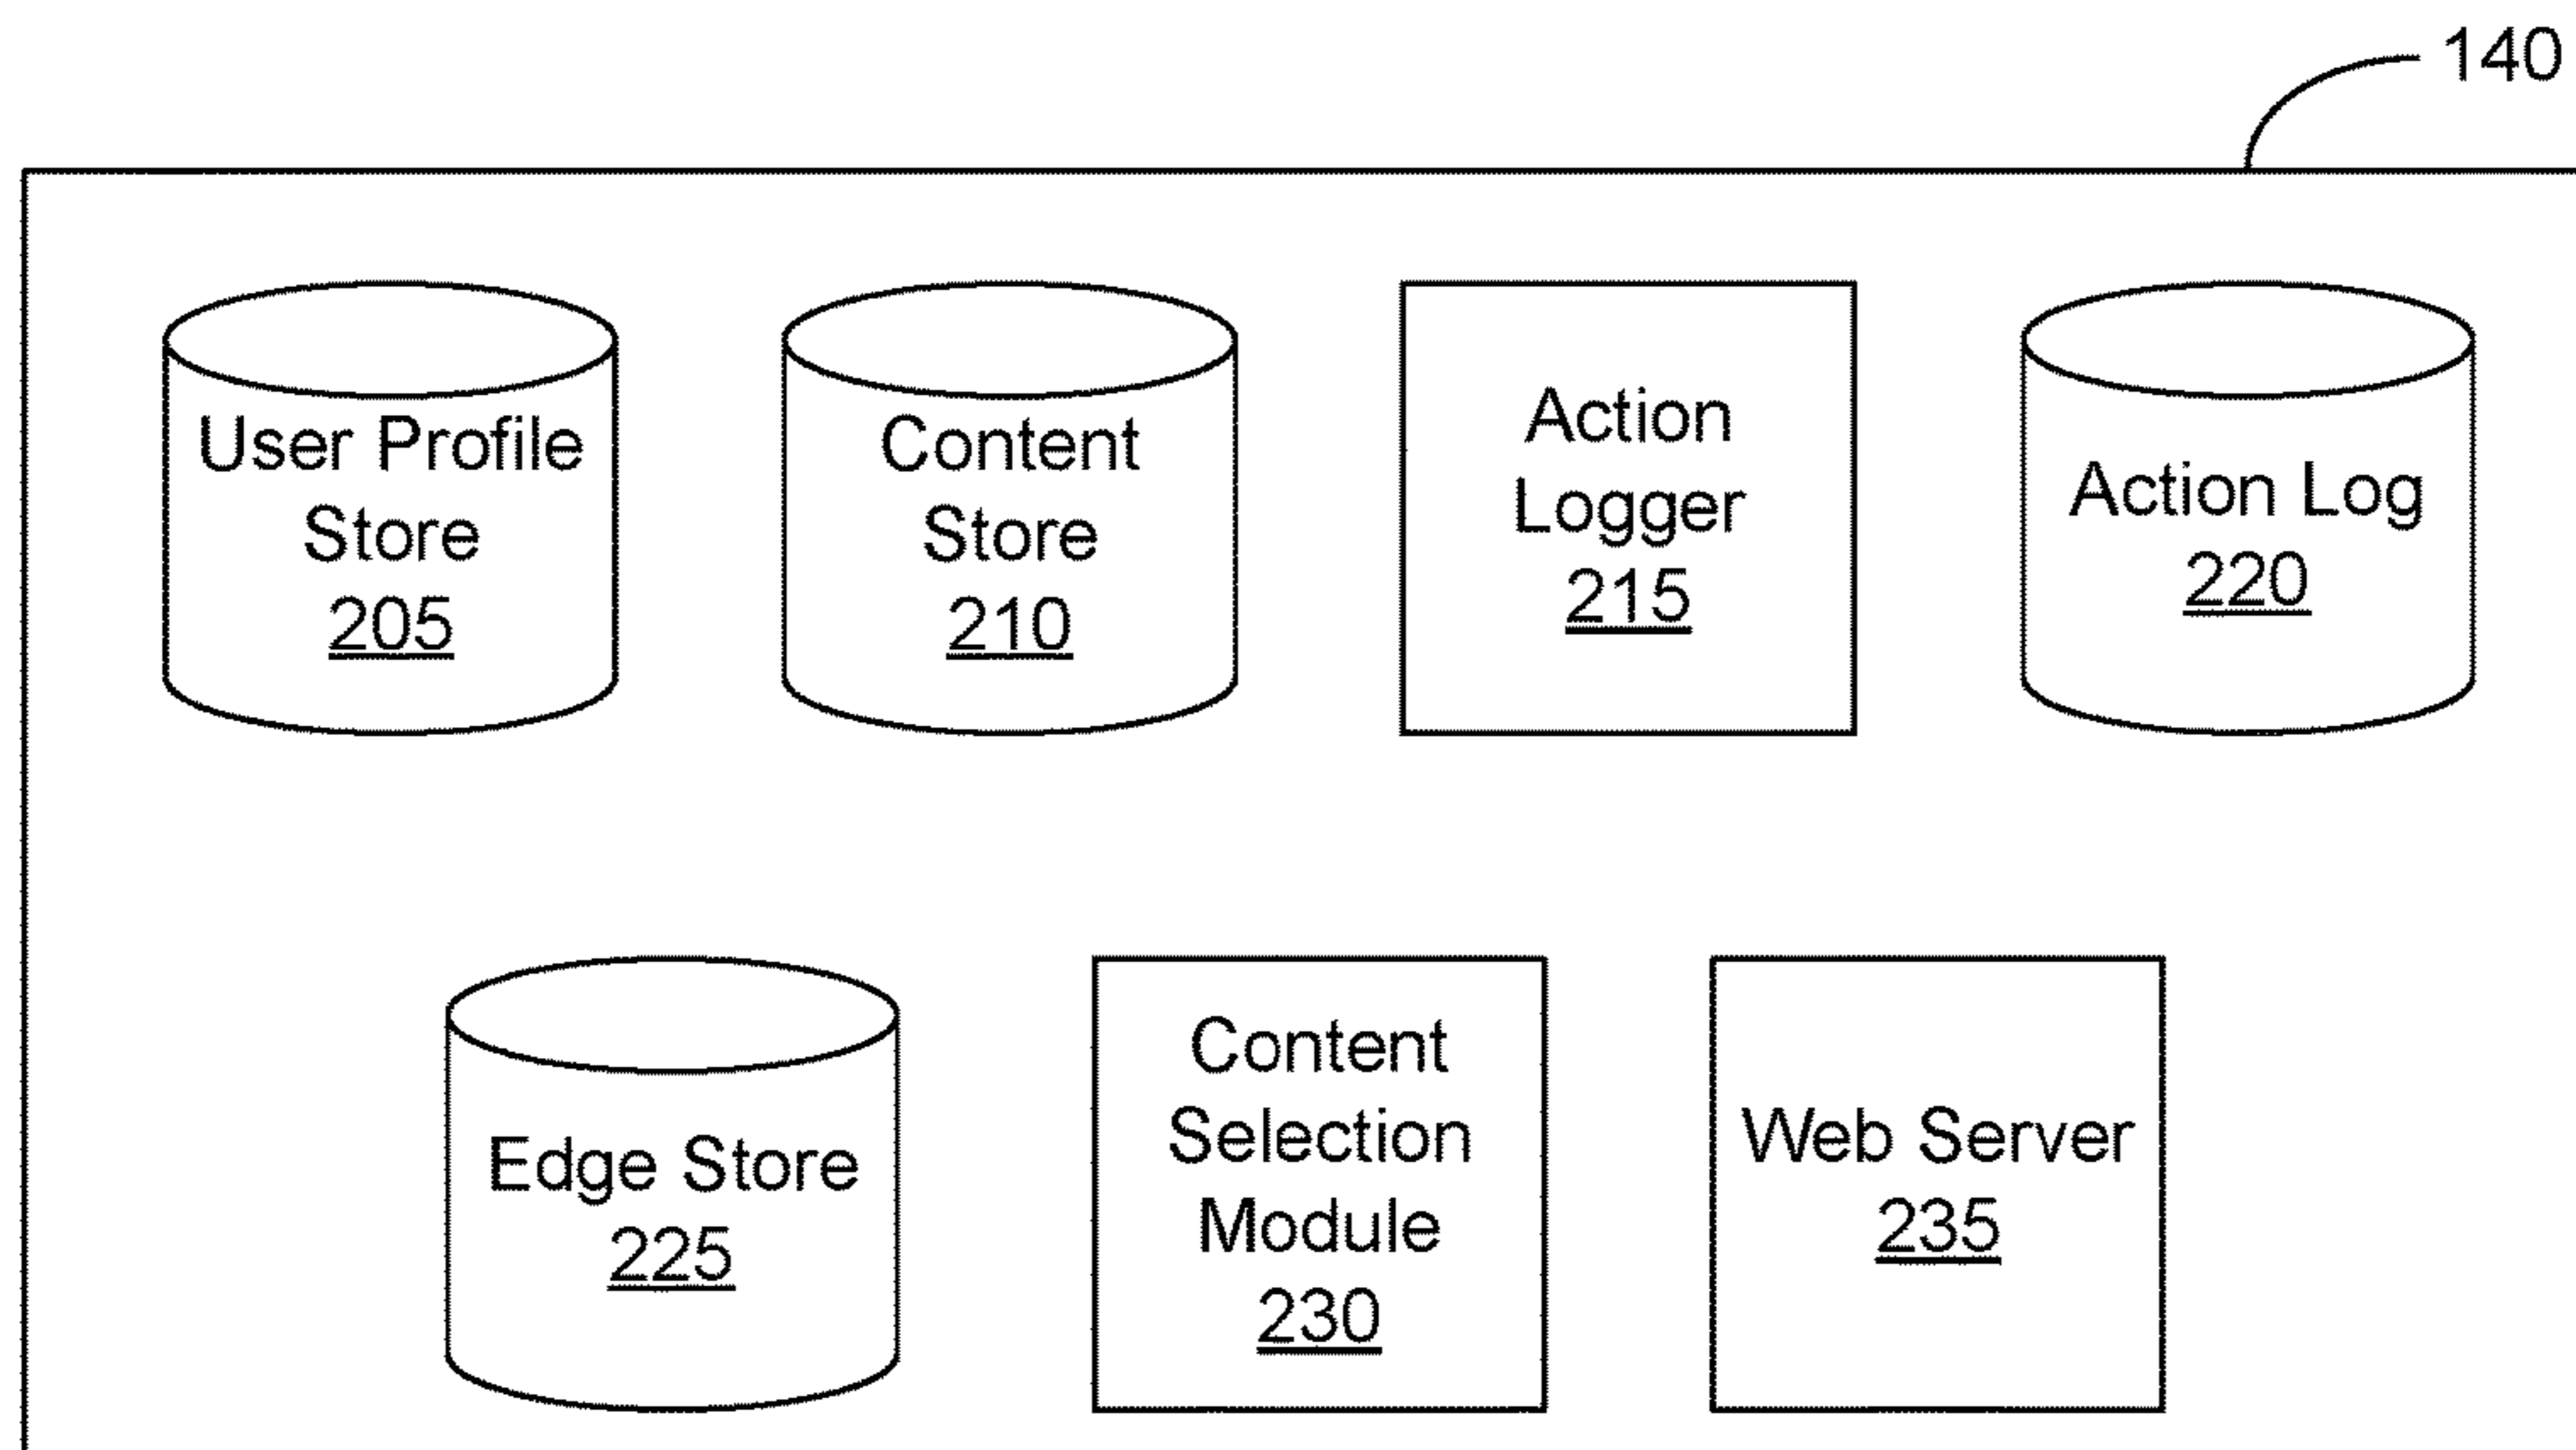 140
User Profile
Store
205
Content
Store
210
Action
Logger
215
Action Log
220
Edge Store
225
Content
Selection
Module
230
Web Server
235